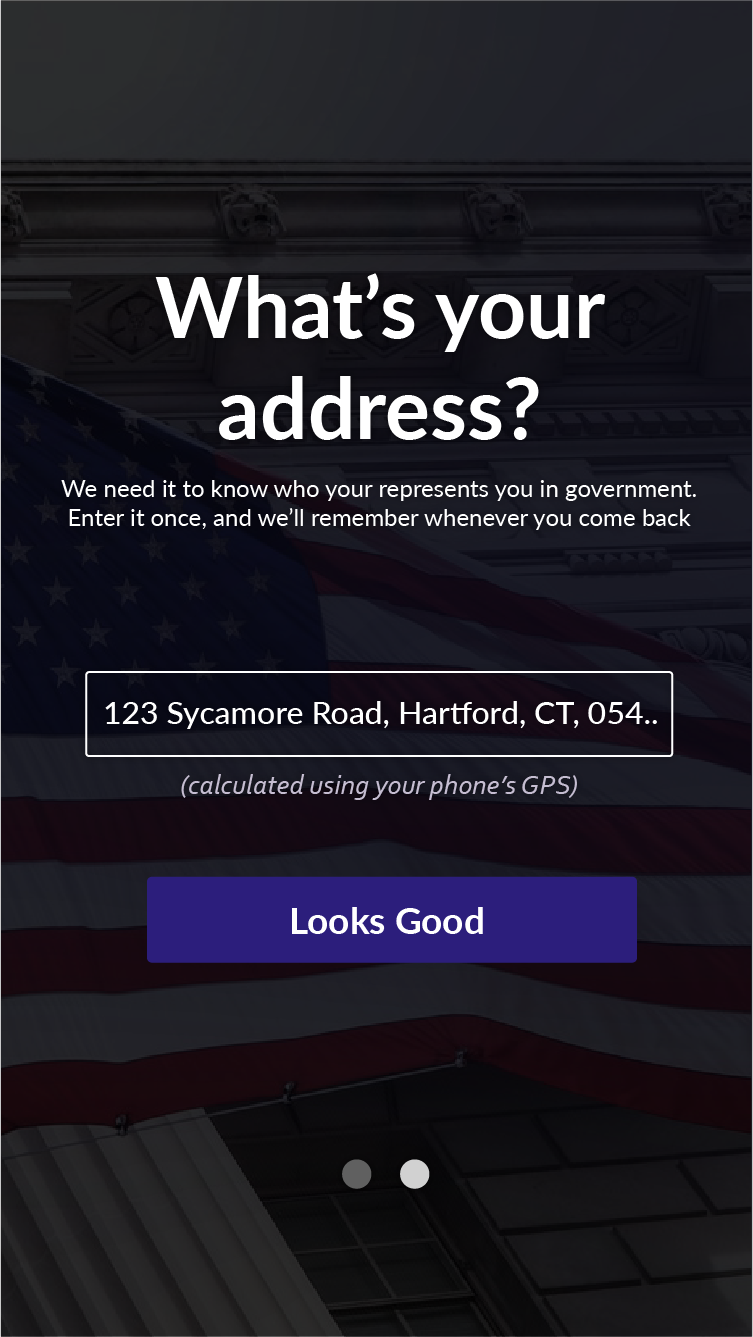 What’s your
address?
We need it to know who your represents you in government.
Enter it once, and we’ll remember whenever you come back
123 Sycamore Road, Hartford, CT, 054..
(calculated using your phone’s GPS)
Looks Good